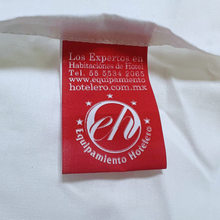 Los Expertos en
Habitaciones de Hotel
Tel. 55 5534 2065
www.equipamiento
hotelero.com.mx
eh
Equipamiento Hotelero